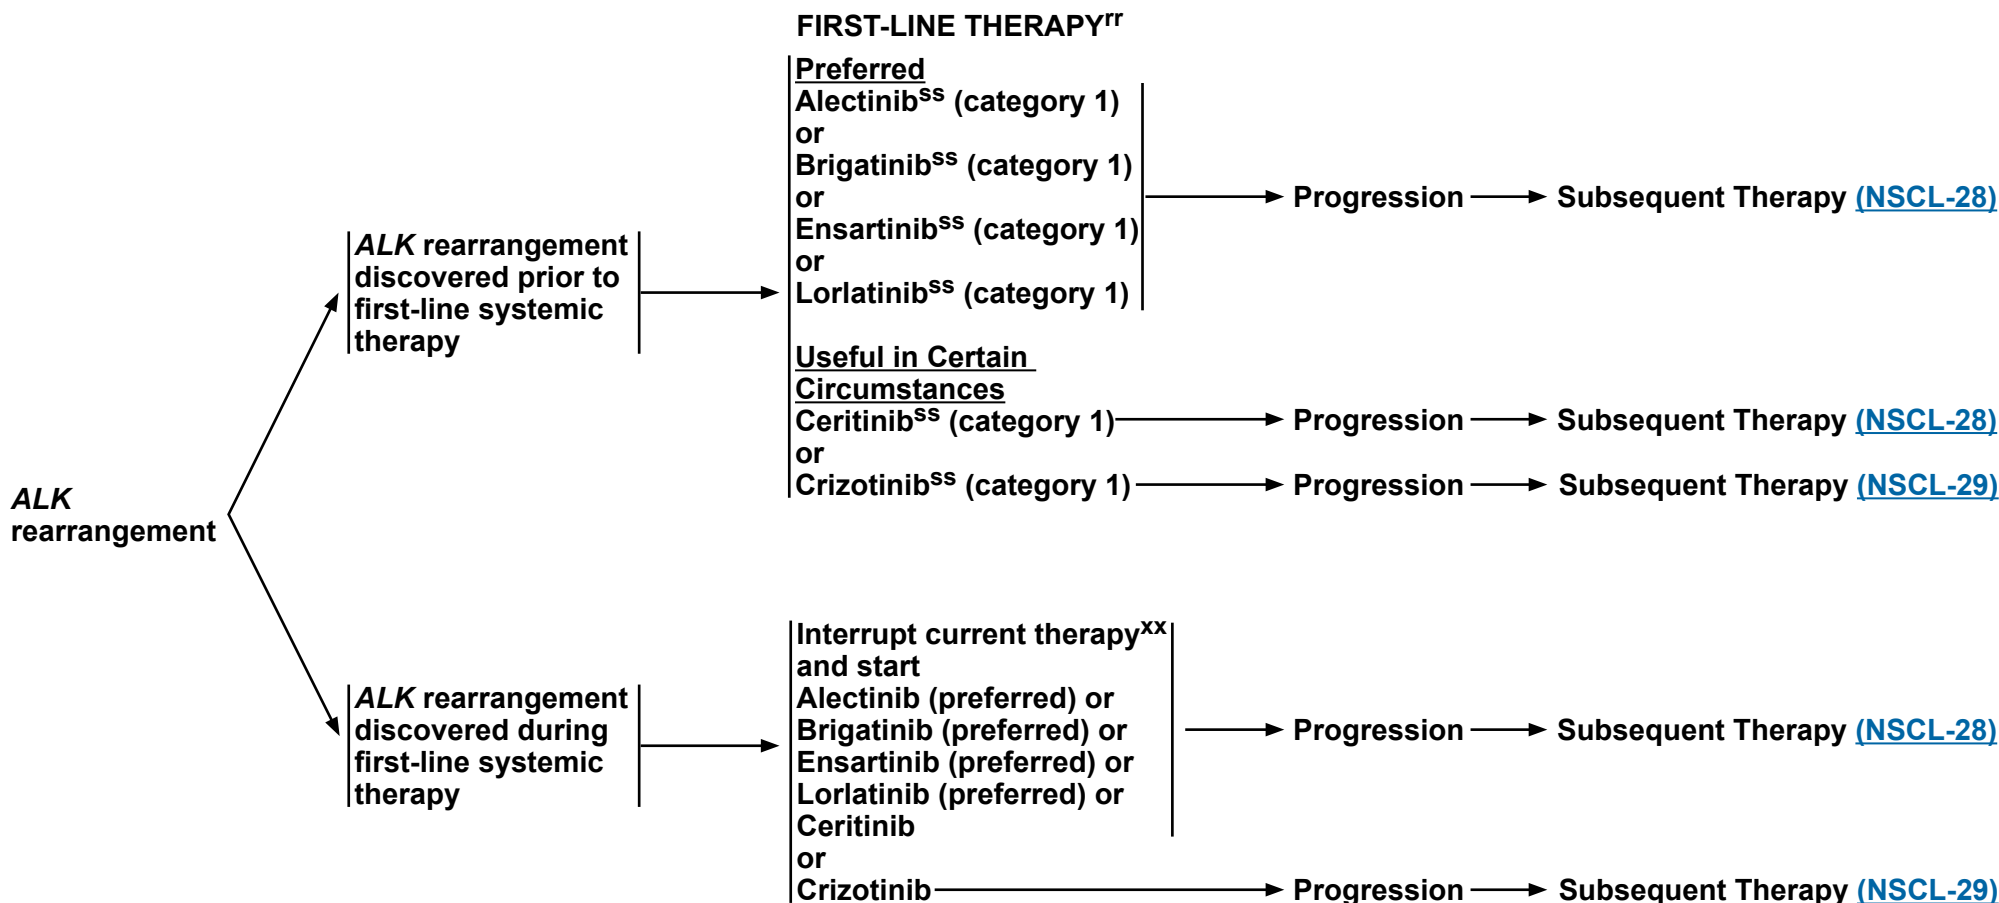 FIRST-LINE THERAPYrr
Preferred
Alectinibss (category 1)
or
Brigatinibss (category 1)
or
Ensartinibss (category 1)
or
Lorlatinibss (category 1)
Progression
Subsequent Therapy (NSCL-28)
ALK rearrangement
discovered prior to
first-line systemic
therapy
Useful in Certain
Circumstances
Ceritinibss (category 1)
Progression
Subsequent Therapy (NSCL-28)
or
Crizotinibss (category 1)
Progression
Subsequent Therapy (NSCL-29)
ALK
rearrangement
ALK rearrangement
discovered during
first-line systemic
therapy
Interrupt current therapyxx
and start
Alectinib (preferred) or
Brigatinib (preferred) or
Ensartinib (preferred) or
Lorlatinib (preferred) or
Ceritinib
Progression
Subsequent Therapy (NSCL-28)
or
Crizotinib
Progression
Subsequent Therapy (NSCL-29)